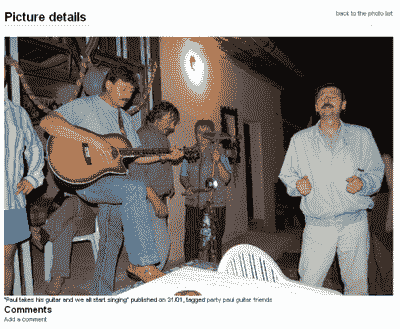 Picture details
back to the photo list
"Paul takes his guitar and we all start singing" published on 31/01, tagged party paul guitar friends
Comments
Add a comment